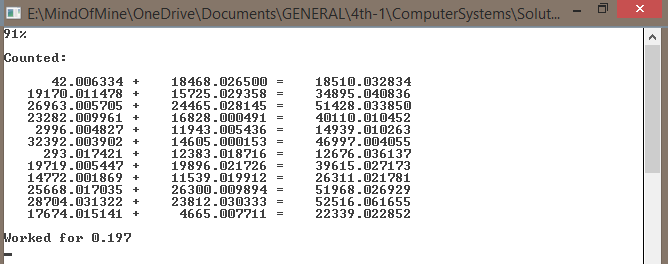 E:\MindOfMine\OneDrive\Documents\GENERAL\4th-1\ComputerSystems\Solut...
91%
Counted:
42.006334 + 18468.026500 = 18510.032834
19170.011478 + 15725.029358 = 34895.040836
26963.005705 + 24465.028145 = 51428.033850
23282.009961 + 16828.000491 = 40110.010452
2996.004827 + 11943.005436 = 14939.010263
32392.003902 + 14605.000153 = 46997.004055
293.017421 + 12383.018716 = 12676.036137
19719.005447 + 19896.021726 = 39615.027173
14772.001869 + 11539.019912 = 26311.021781
25668.017035 + 26300.009894 = 51968.026929
28704.031322 + 23812.030333 = 52516.061655
17674.015141 + 4665.007711 = 22339.022852
Worked for 0.197